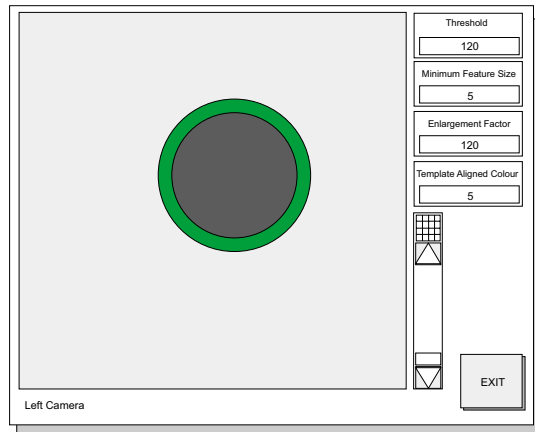 Threshold
120
Minimum Feature Size
5
Enlargement Factor
120
Template Aligned Colour
5
EXIT
Left Camera